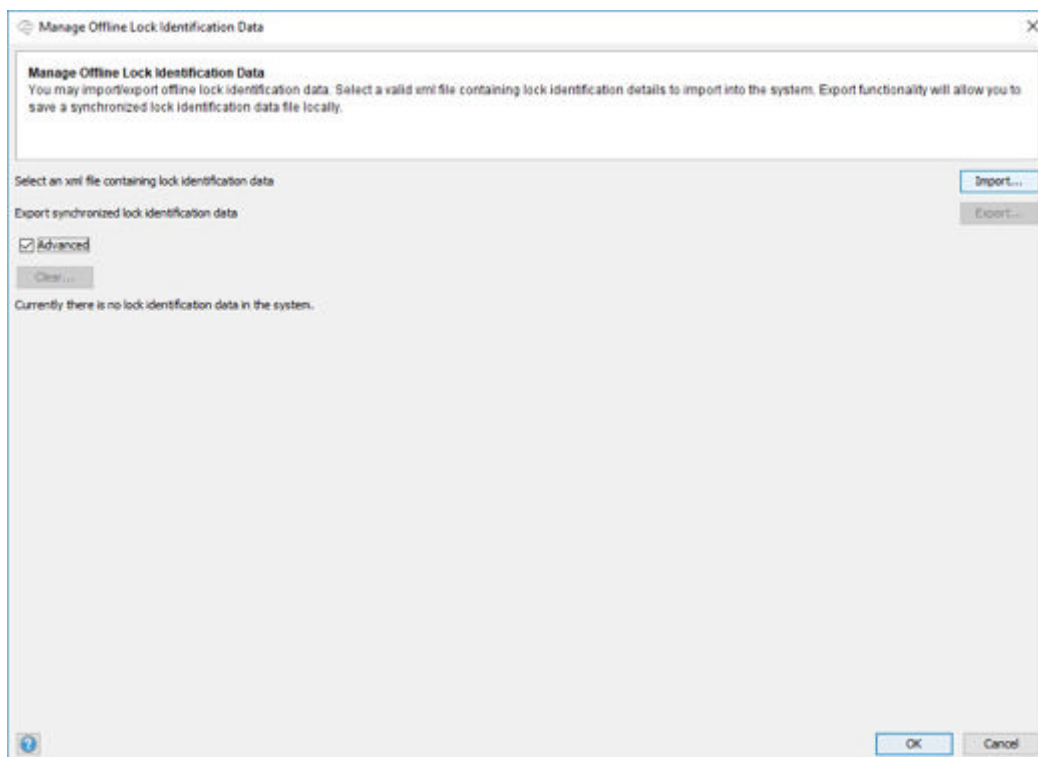 Manage Offline Lock Identification Data
Manage Offline Lock Identification Data
You may import/export offline lock identification data. Select a valid xml file containing lock identification details to import into the system. Export functionality will allow you to
save a synchronized lock identification data file locally.
Select an xml file containing lock identification data
Import...
Export synchronized lock identification data
Export...
Advanced
Clear...
Currently there is no lock identification data in the system.
?
OK
Cancel